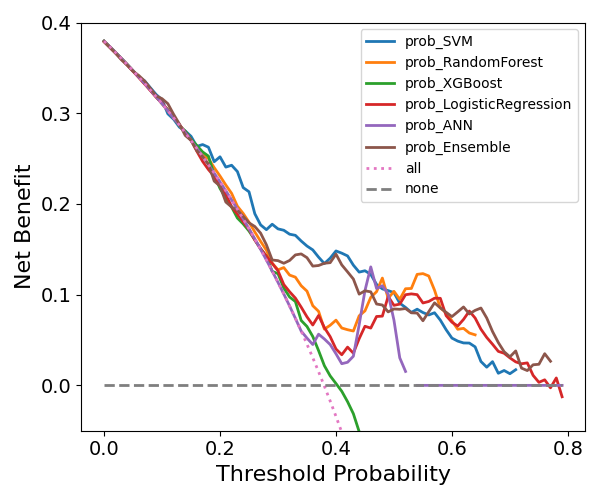 0.4
0.3
0.2
0.1
0.0
Net Benefit
prob_SVM
prob_RandomForest
prob_XGBoost
prob_LogisticRegression
prob_ANN
prob_Ensemble
all
none
0.0 0.2 0.4 0.6 0.8
Threshold Probability